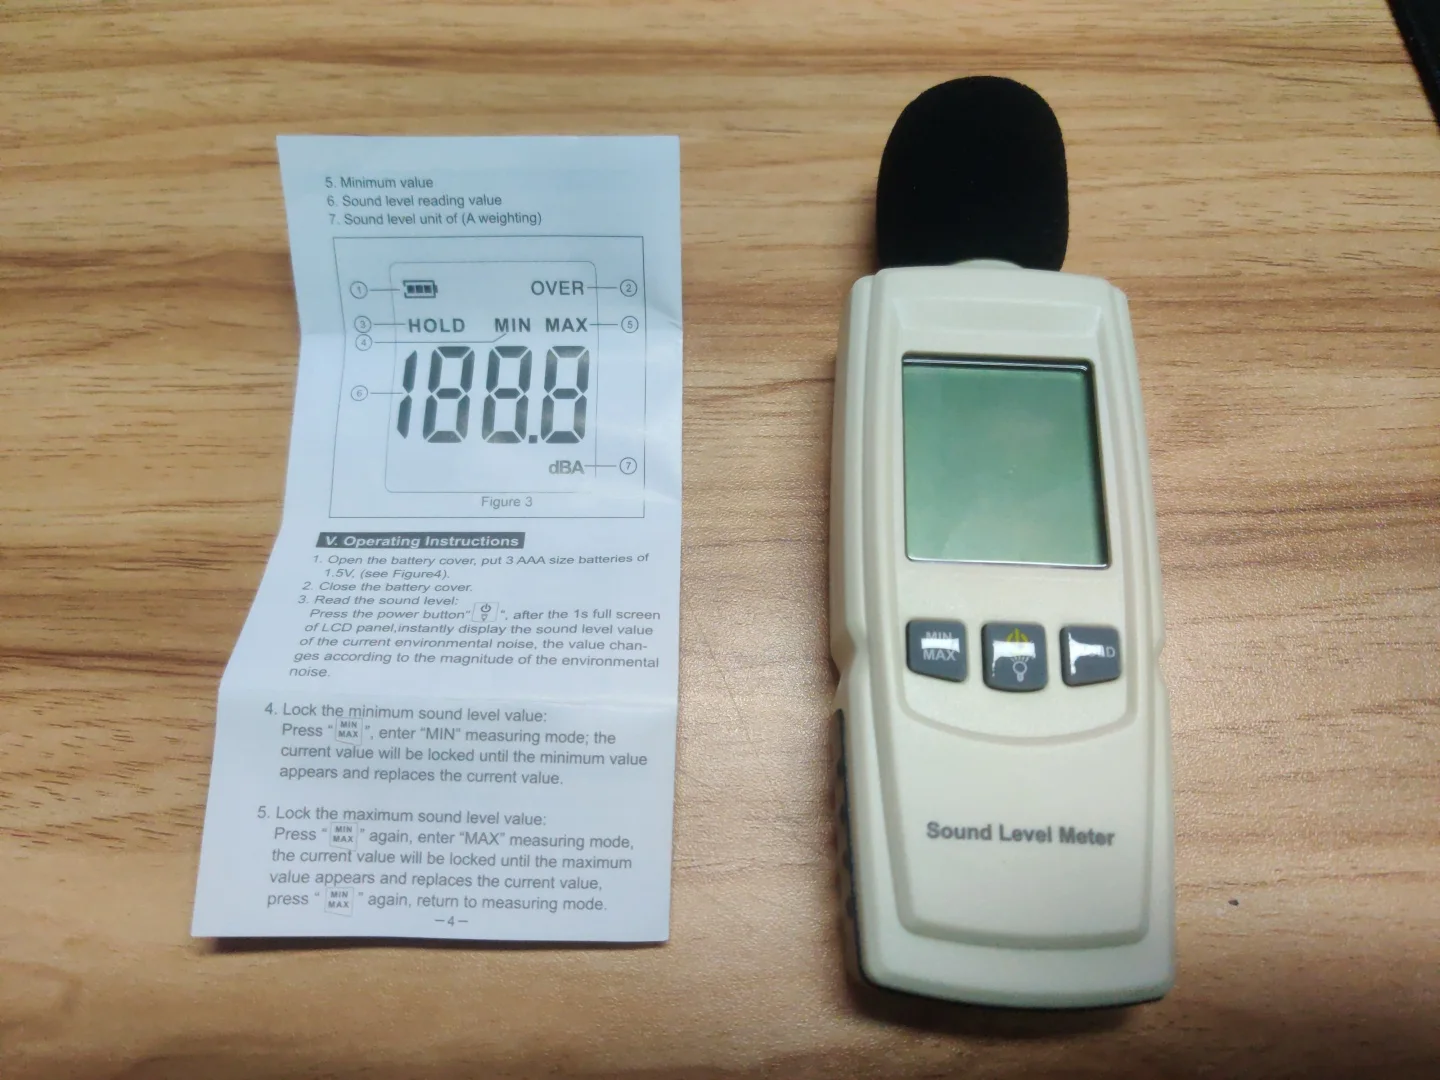 5. Minimum value
6. Sound level reading value
7. Sound level unit of (A weighting)
1 OVER 2
3 HOLD MIN MAX 5
4
6 188.8
dBA 7
Figure 3
V. Operating Instructions
1. Open the battery cover, put 3 AAA size batteries of
1.5V, (see Figure4).
2. Close the battery cover.
3. Read the sound level:
Press the power button" ", after the 1s full screen
of LCD panel,instantly display the sound level value
of the current environmental noise, the value chan-
ges according to the magnitude of the environmental
noise.
4. Lock the minimum sound level value:
Press " MIN MAX ", enter "MIN" measuring mode; the
current value will be locked until the minimum value
appears and replaces the current value.
5. Lock the maximum sound level value:
Press " MIN MAX " again, enter "MAX" measuring mode,
the current value will be locked until the maximum
value appears and replaces the current value,
press " MIN MAX " again, return to measuring mode.
—4—
MIN
MAX
HOLD
Sound Level Meter